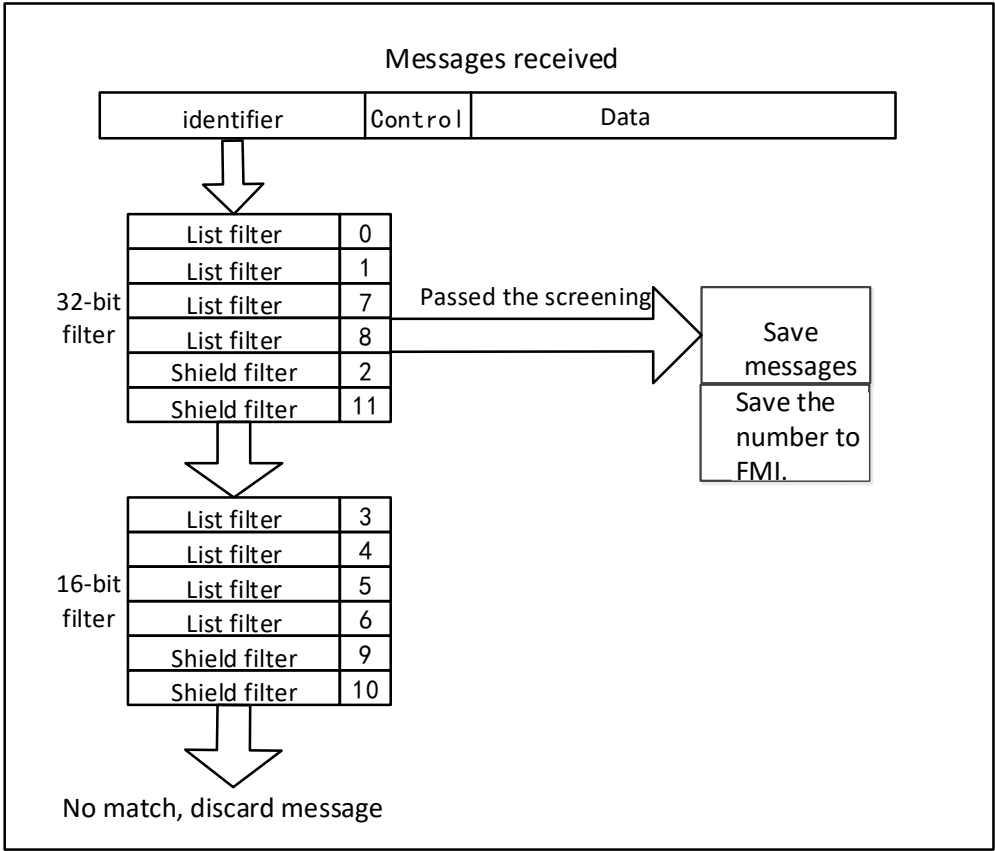 Messages received
identifier Control Data
List filter 0
List filter 1
32-bit filter
List filter 7
Passed the screening
List filter 8
Shield filter 2
Shield filter 11
Save messages
Save the number to FMI.
List filter 3
List filter 4
16-bit filter
List filter 5
List filter 6
Shield filter 9
Shield filter 10
No match, discard message